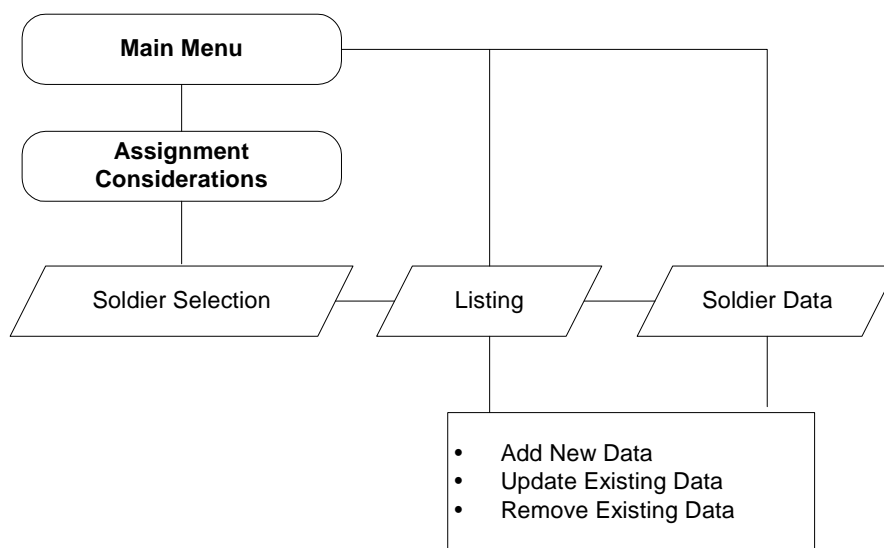 Main Menu
Assignment
Considerations
Soldier Selection
Listing
Soldier Data
• Add New Data
• Update Existing Data
• Remove Existing Data